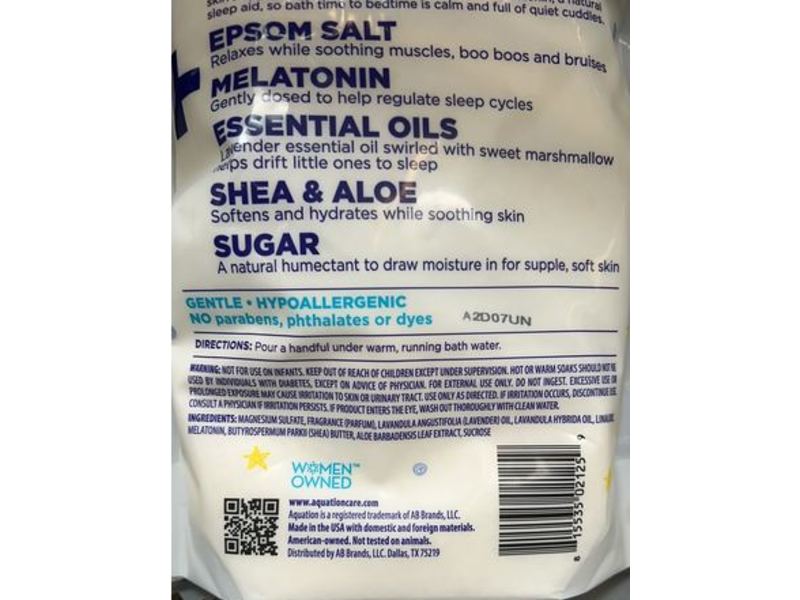 sleep aid, so bath time to bedtime is calm and full of quiet cuddles.
EPSOM SALT
Relaxes while soothing muscles, boo boos and bruises
MELATONIN
Gently dosed to help regulate sleep cycles
ESSENTIAL OILS
Lavender essential oil swirled with sweet marshmallow
helps drift little ones to sleep
SHEA & ALOE
Softens and hydrates while soothing skin
SUGAR
A natural humectant to draw moisture in for supple, soft skin
GENTLE • HYPOALLERGENIC
NO parabens, phthalates or dyes
A2D07UN
DIRECTIONS: Pour a handful under warm, running bath water.
WARNING: NOT FOR USE ON INFANTS. KEEP OUT OF REACH OF CHILDREN EXCEPT UNDER SUPERVISION. HOT OR WARM SOAKS SHOULD NOT BE
USED BY INDIVIDUALS WITH DIABETES, EXCEPT ON ADVICE OF PHYSICIAN. FOR EXTERNAL USE ONLY. DO NOT INGEST. EXCESSIVE USE OR
PROLONGED EXPOSURE MAY CAUSE IRRITATION TO SKIN OR URINARY TRACT. USE ONLY AS DIRECTED. IF IRRITATION OCCURS, DISCONTINUE USE.
CONSULT A PHYSICIAN IF IRRITATION PERSISTS. IF PRODUCT ENTERS THE EYE, WASH OUT THOROUGHLY WITH CLEAN WATER.
INGREDIENTS: MAGNESIUM SULFATE, FRAGRANCE (PARFUM), LAVANDULA ANGUSTIFOLIA (LAVENDER) OIL, LAVANDULA HYBRIDA OIL,
MELATONIN, BUTYROSPERMUM PARKII (SHEA) BUTTER, ALOE BARBADENSIS LEAF EXTRACT, SUCROSE
WOMEN™
OWNED
www.aquationcare.com
Aquation is a registered trademark of AB Brands, LLC.
Made in the USA with domestic and foreign materials.
American-owned. Not tested on animals.
Distributed by AB Brands, LLC. Dallas, TX 75219
8 15535 02125 9